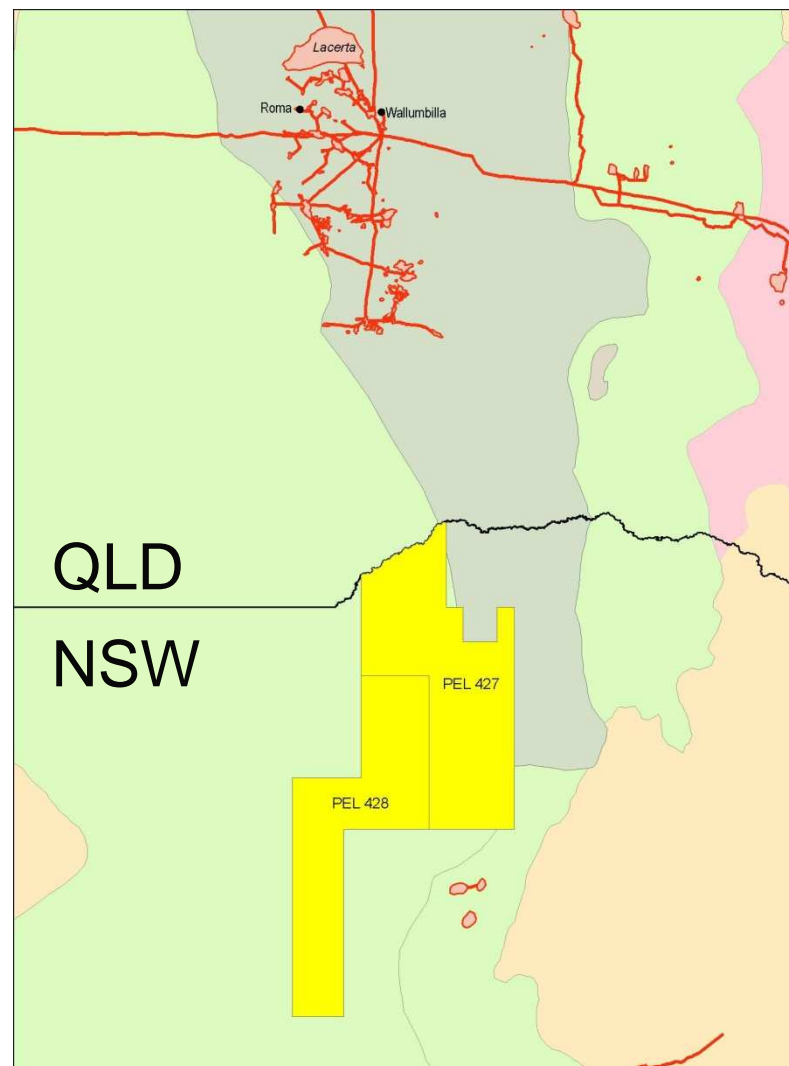 Lacerta
Roma
Wallumbilla
QLD
NSW
PEL 427
PEL 428